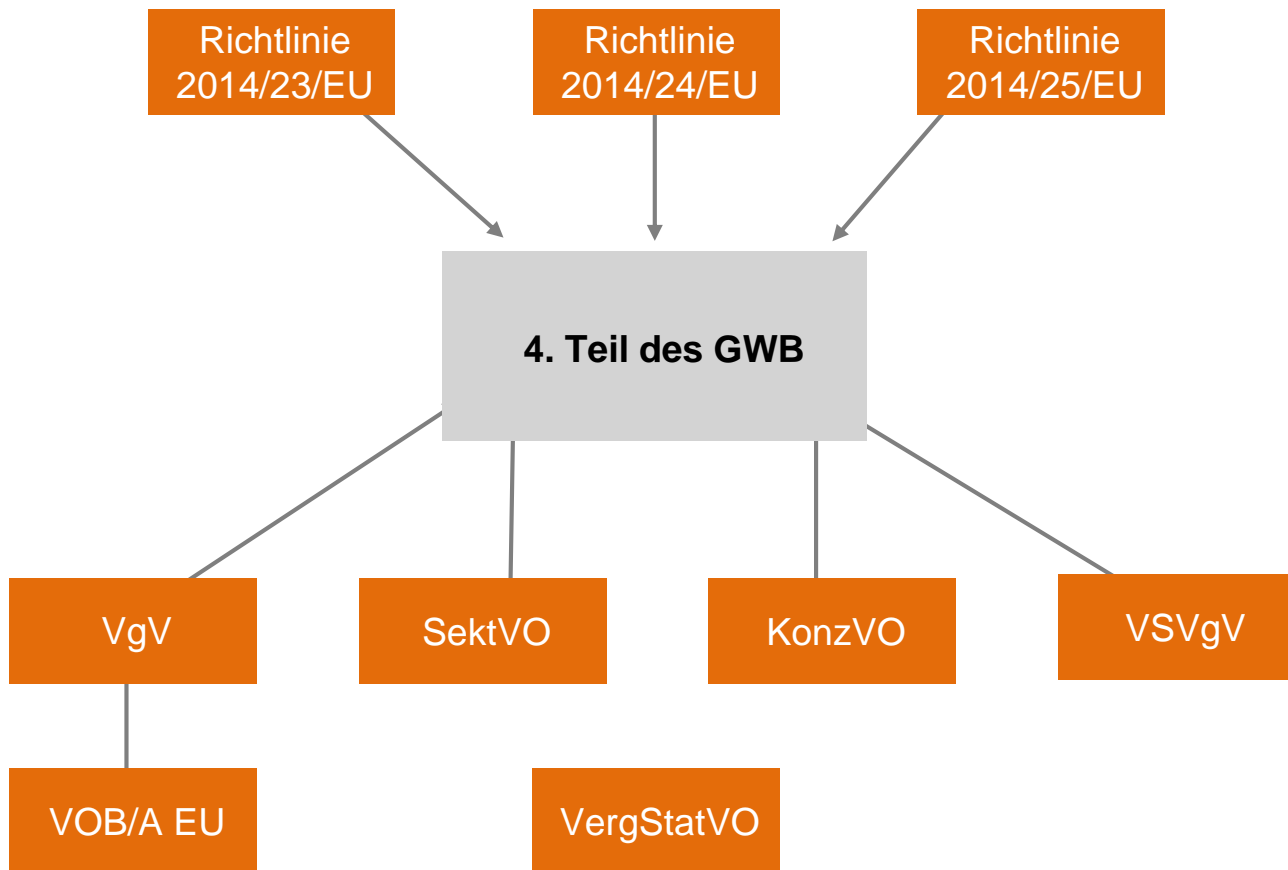 Richtlinie
2014/23/EU
Richtlinie
2014/24/EU
Richtlinie
2014/25/EU
4. Teil des GWB
VgV
SektVO
KonzVO
VSVgV
VOB/A EU
VergStatVO